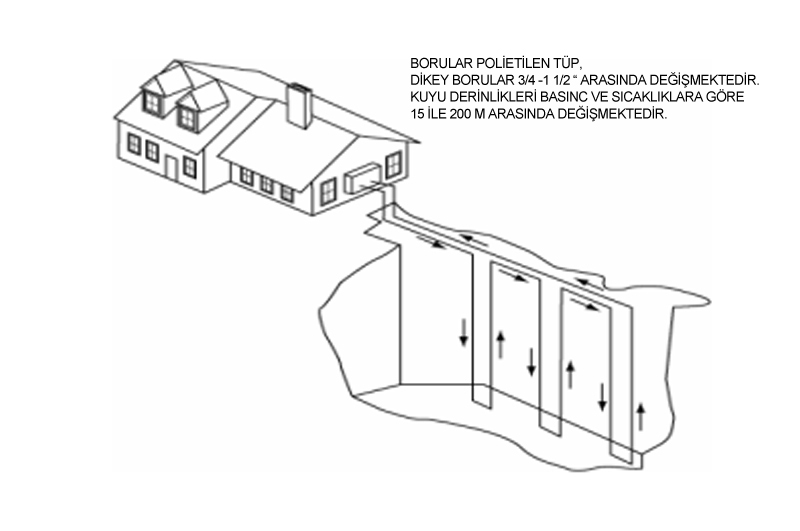 BORULAR POLİETİLEN TÜP,
DİKEY BORULAR 3/4 -1 1/2 “ ARASINDA DEĞİŞMEKTEDİR.
KUYU DERİNLİKLERİ BASINC VE SICAKLIKLARA GÖRE
15 İLE 200 M ARASINDA DEĞİŞMEKTEDİR.